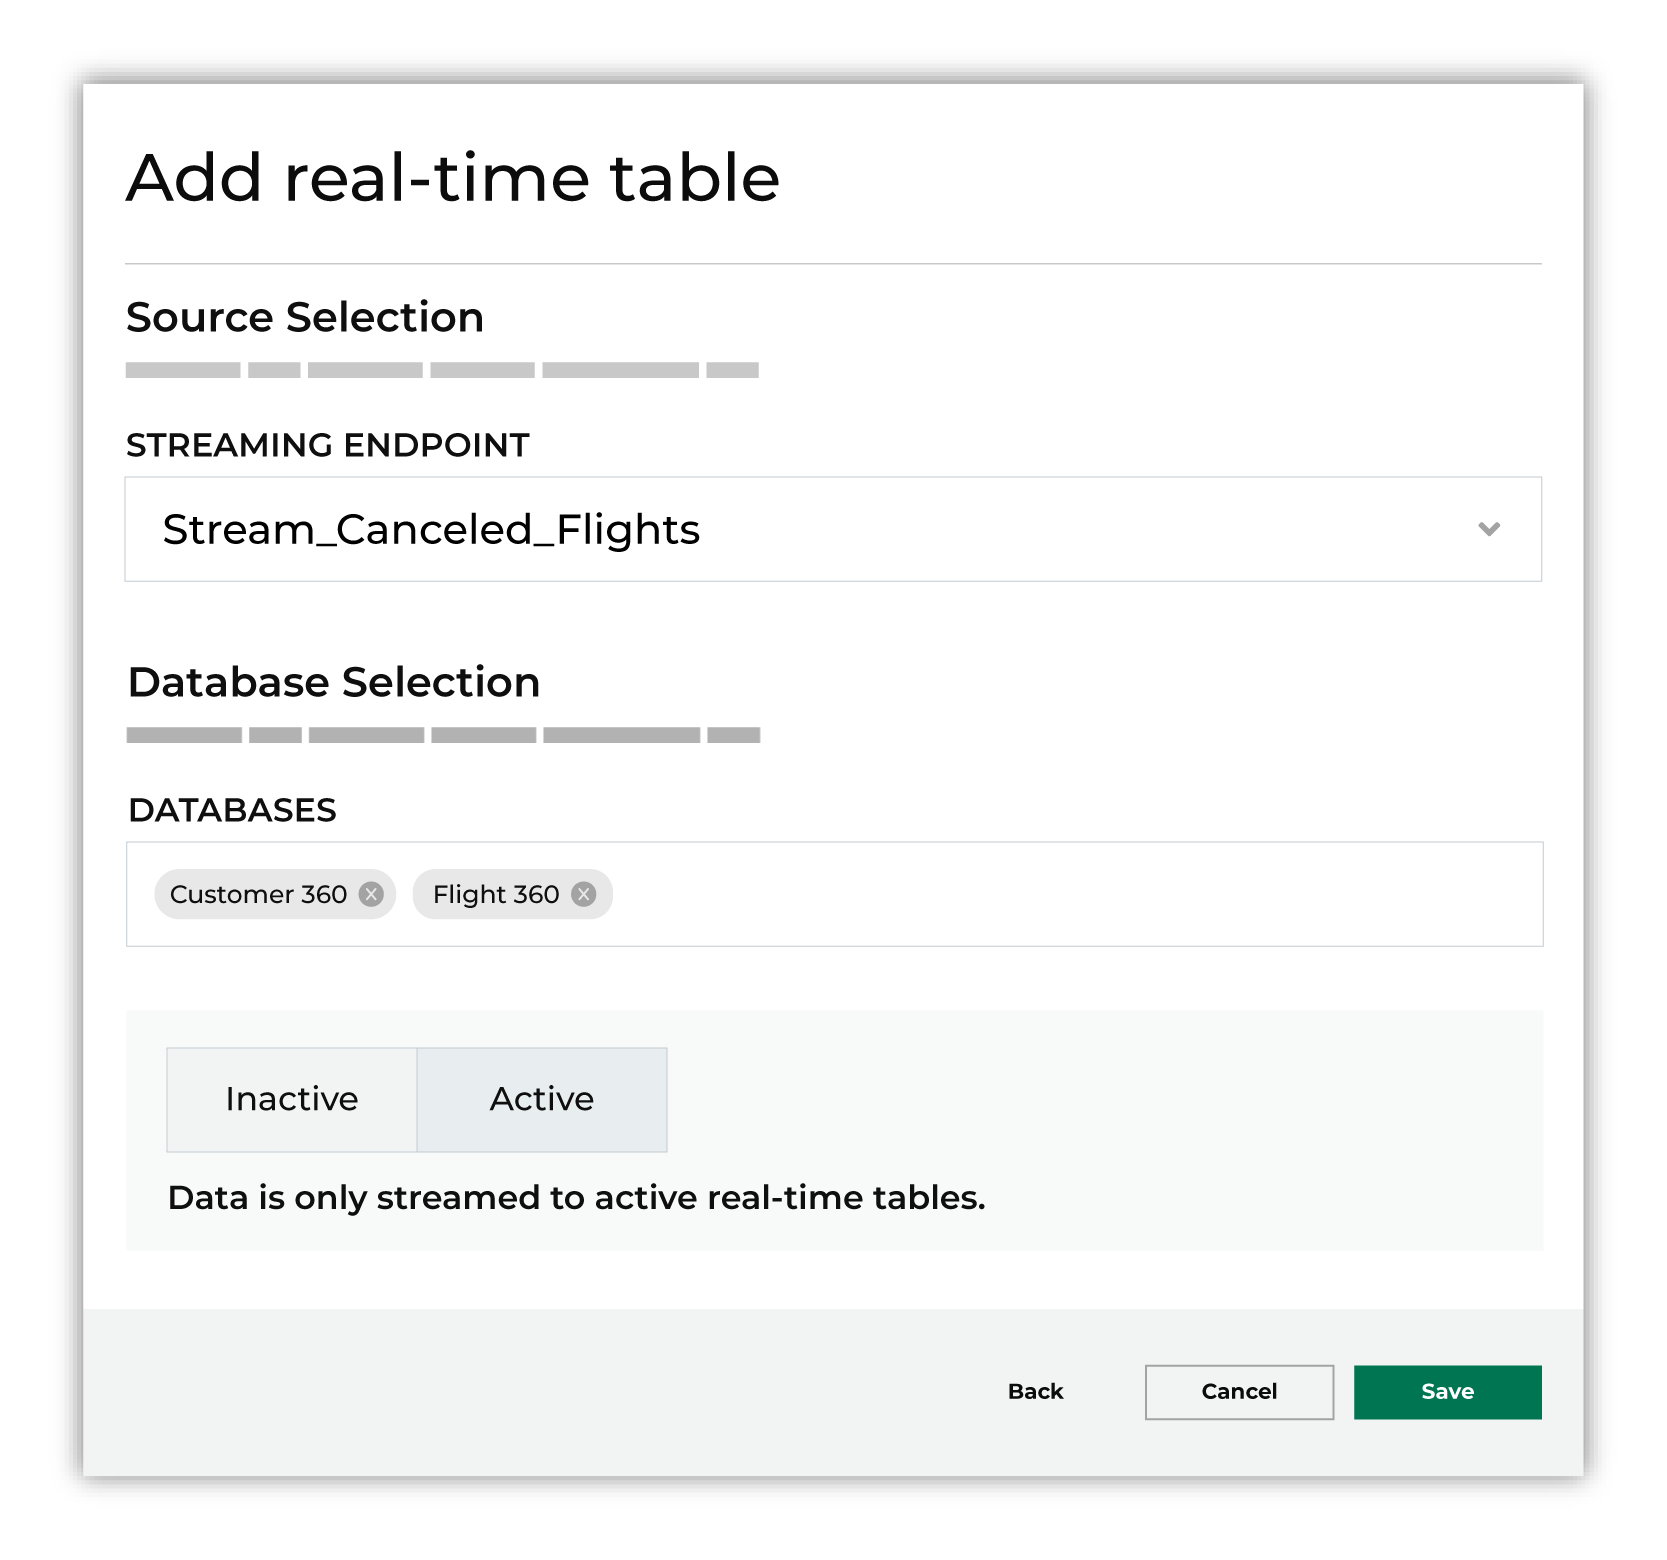 Add real-time table
Source Selection
STREAMING ENDPOINT
Stream_Canceled_Flights
Database Selection
DATABASES
Customer 360 x Flight 360 x
Inactive Active
Data is only streamed to active real-time tables.
Back Cancel Save